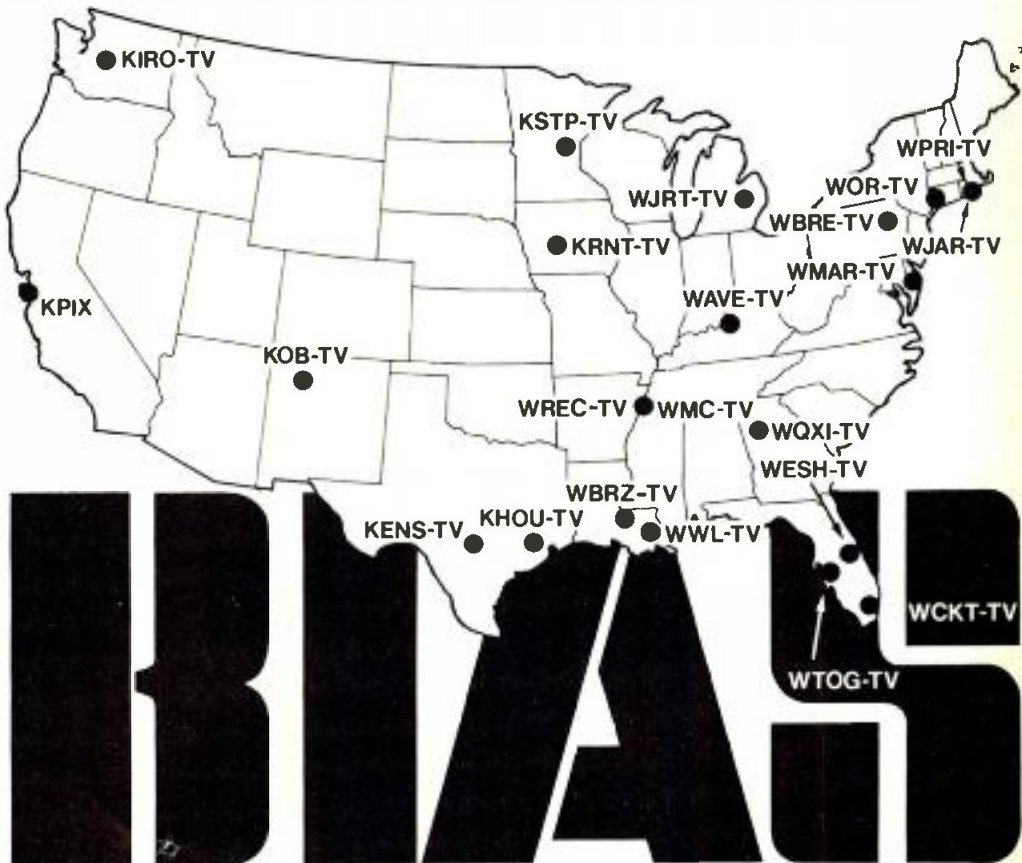 KIRO-TV
KSTP-TV
WPRI-TV
WJRT-TV
WOR-TV
WBRE-TV
KRNT-TV
WJAR-TV
WMAR-TV
WAVE-TV
KPIX
KOB-TV
WREC-TV
WMC-TV
WQXI-TV
WESH-TV
WBRZ-TV
KENS-TV
KHOU-TV
WWL-TV
WCKT-TV
WTOG-TV
BIAS